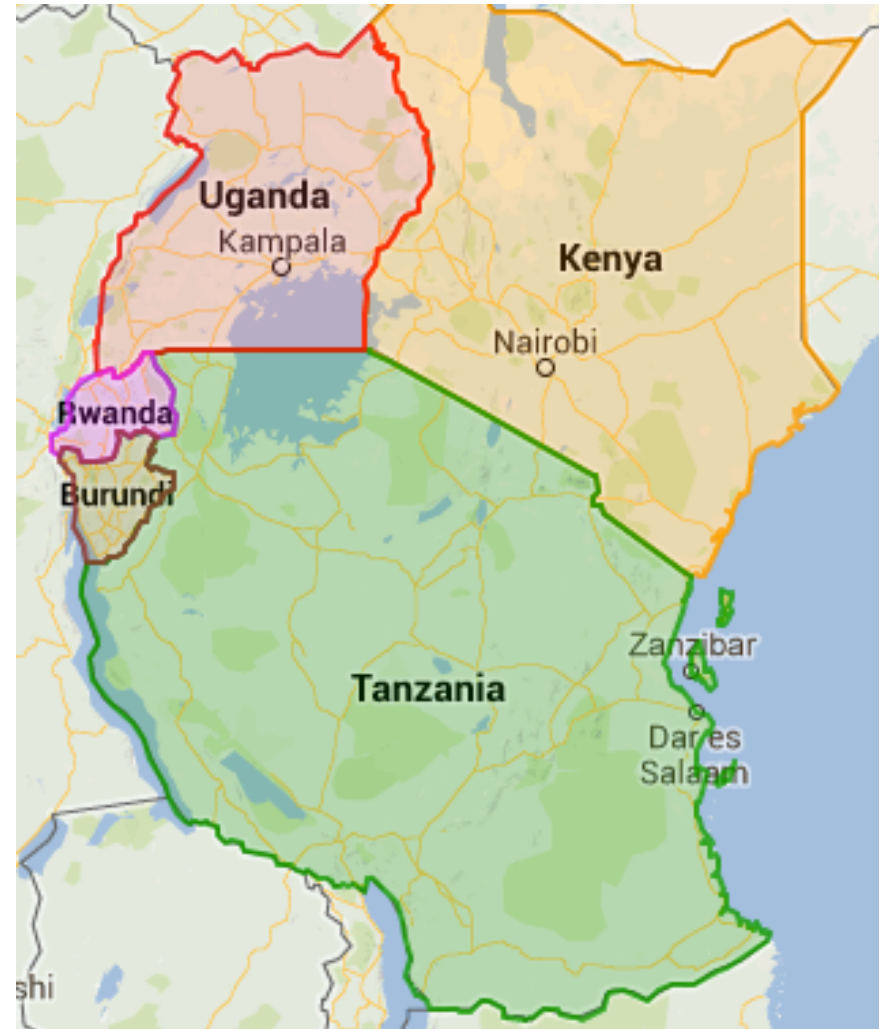 Uganda
Kampala
Kenya
Nairobi
Rwanda
Burundi
Zanzibar
Tanzania
Dar es
Salaam
shi